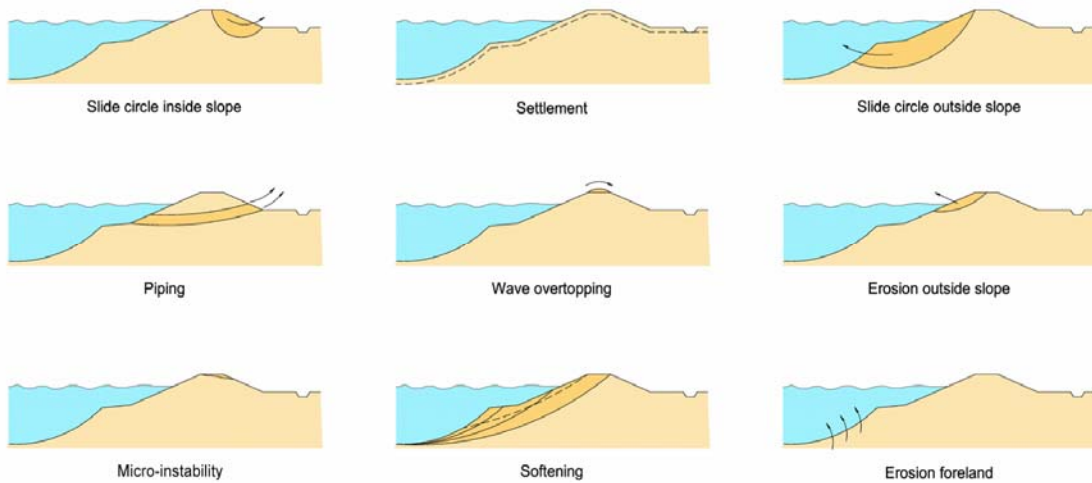 Slide circle inside slope
Settlement
Slide circle outside slope
Piping
Wave overtopping
Erosion outside slope
Micro-instability
Softening
Erosion foreland